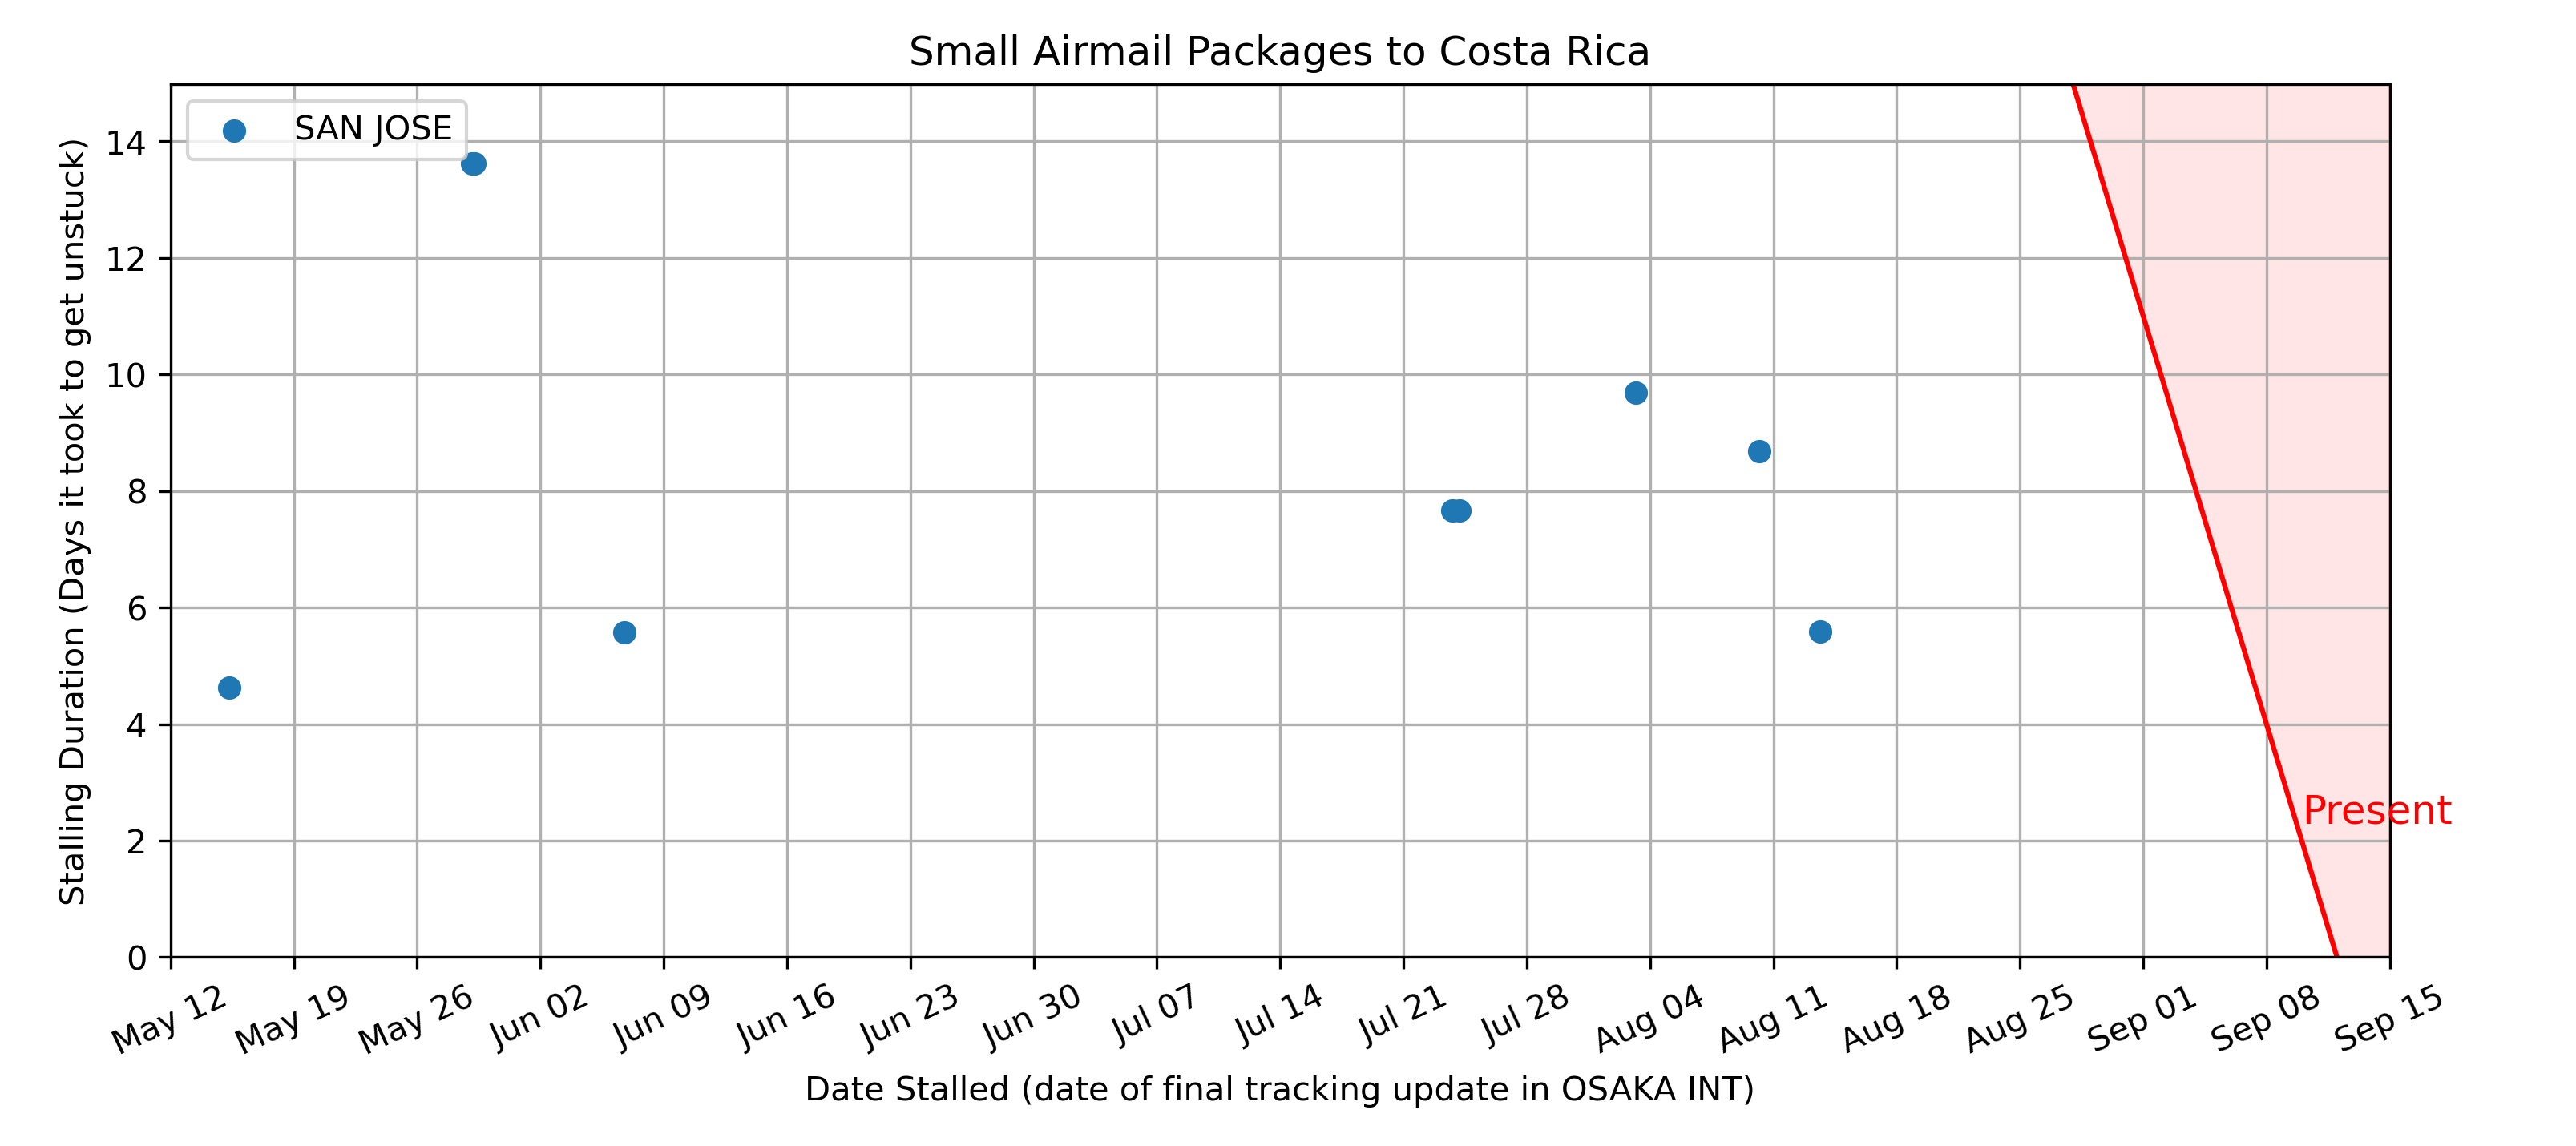 Small Airmail Packages to Costa Rica
SAN JOSE
Stalling Duration (Days it took to get unstuck)
14
12
10
8
6
4
2
0
Present
May 12
May 19
May 26
Jun 02
Jun 09
Jun 16
Jun 23
Jun 30
Jul 07
Jul 14
Jul 21
Jul 28
Aug 04
Aug 11
Aug 18
Aug 25
Sep 01
Sep 08
Sep 15
Date Stalled (date of final tracking update in OSAKA INT)